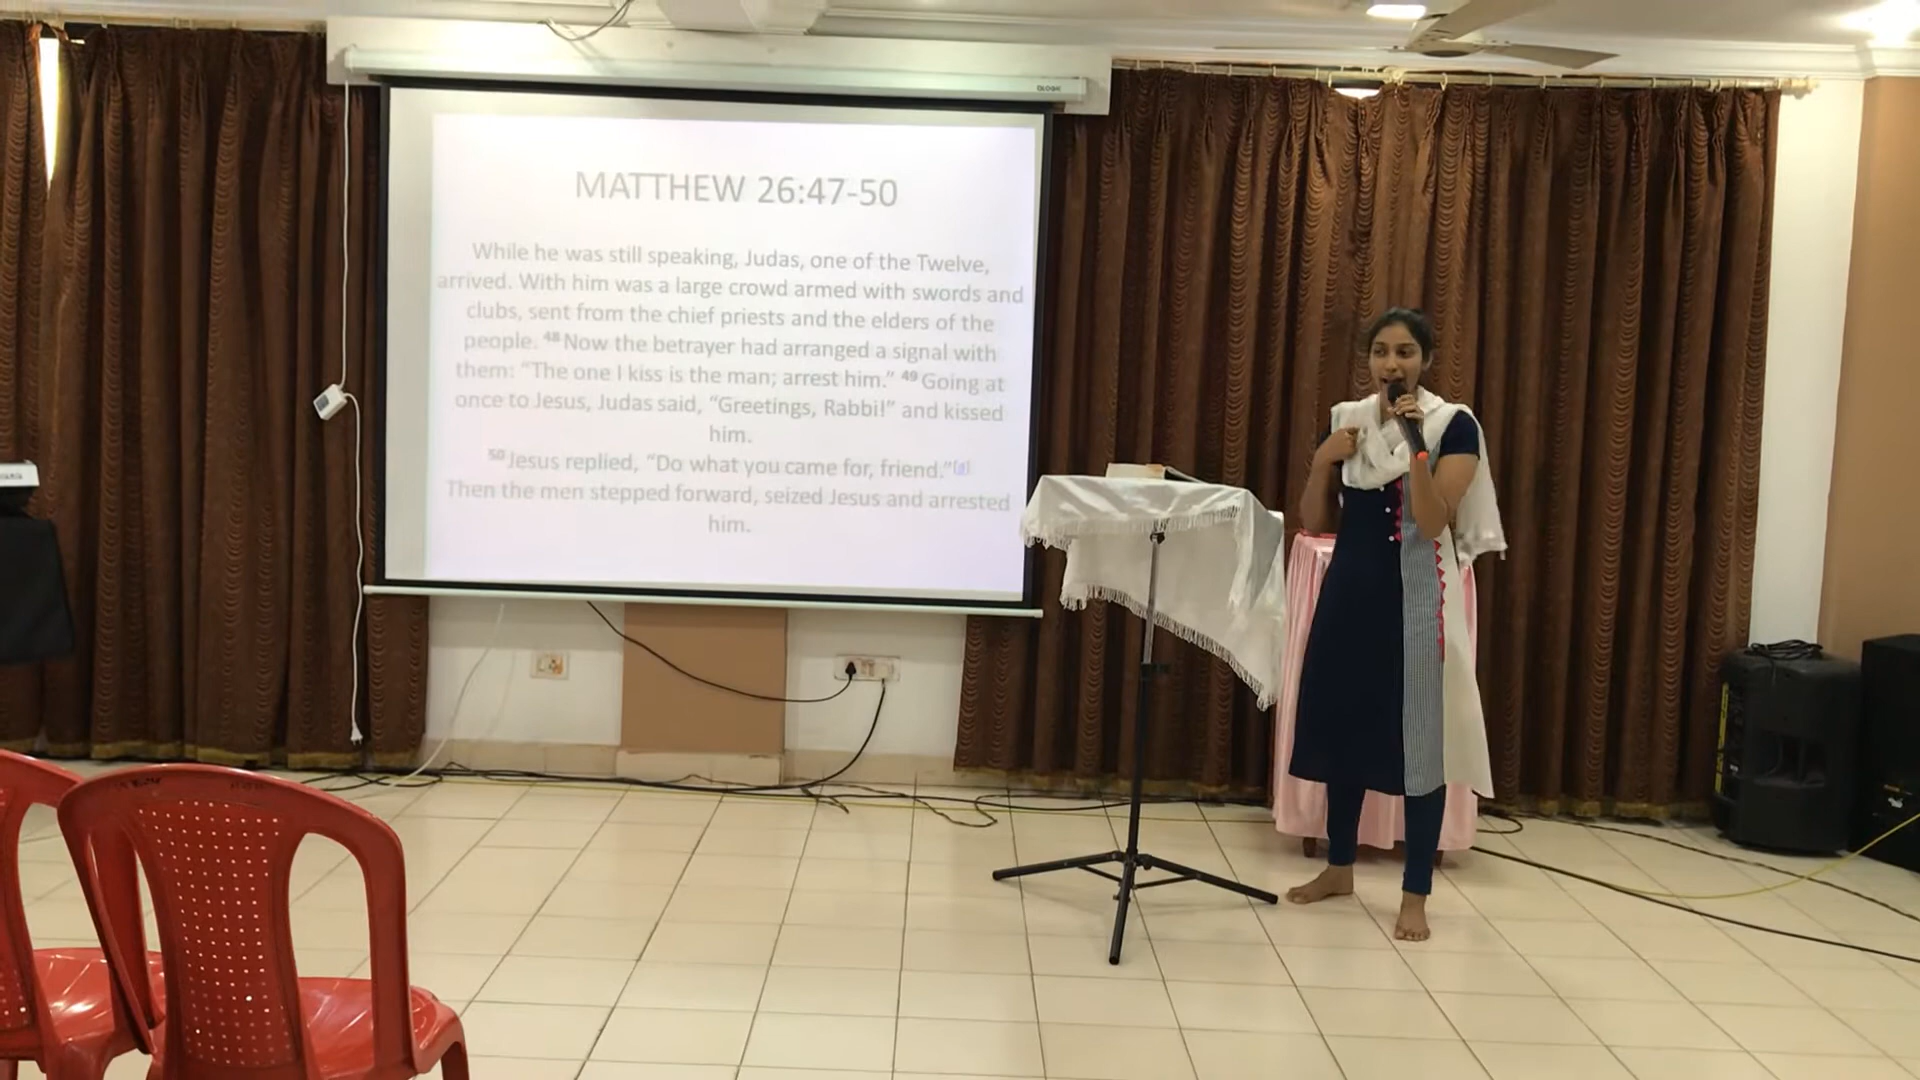 QLOGIK
MATTHEW 26:47-50
While he was still speaking, Judas, one of the Twelve,
arrived. With him was a large crowd armed with swords and
clubs, sent from the chief priests and the elders of the
people. 48 Now the betrayer had arranged a signal with
them: “The one I kiss is the man; arrest him.” 49 Going at
once to Jesus, Judas said, “Greetings, Rabbi!” and kissed
him.
50 Jesus replied, “Do what you came for, friend.”[d]
Then the men stepped forward, seized Jesus and arrested
him.